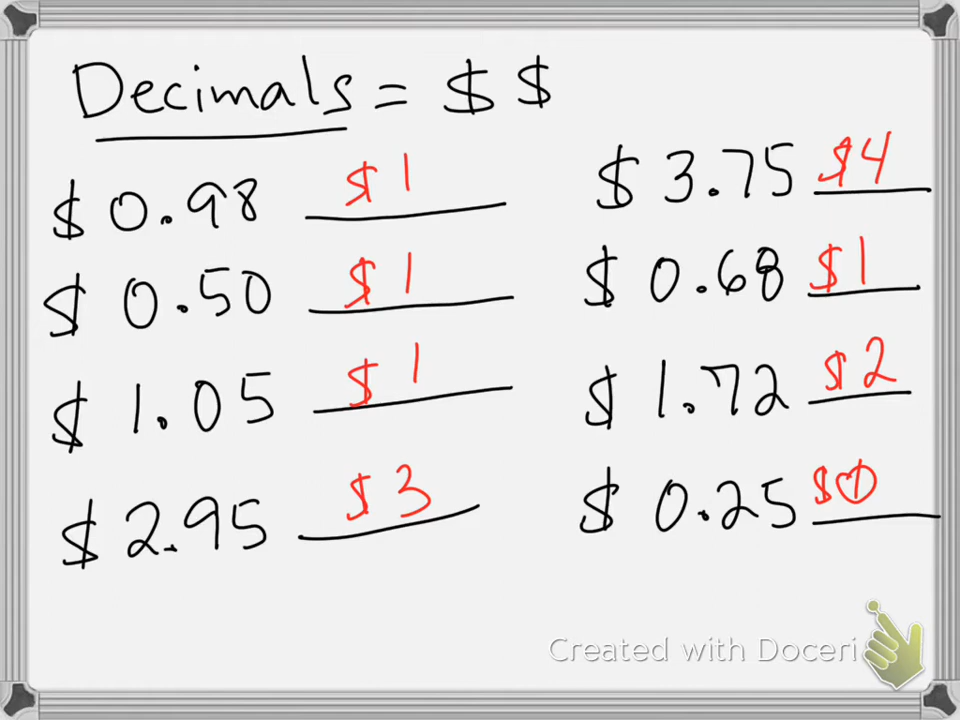 Decimals = $ $
$ 0.98 $ 1
$ 0.50 $ 1
$ 1.05 $ 1
$ 2.95 $ 3
$ 3.75 $4
$ 0.68 $ 1
$ 1.72 $ 2
$ 0.25 $0
Created with Doceri